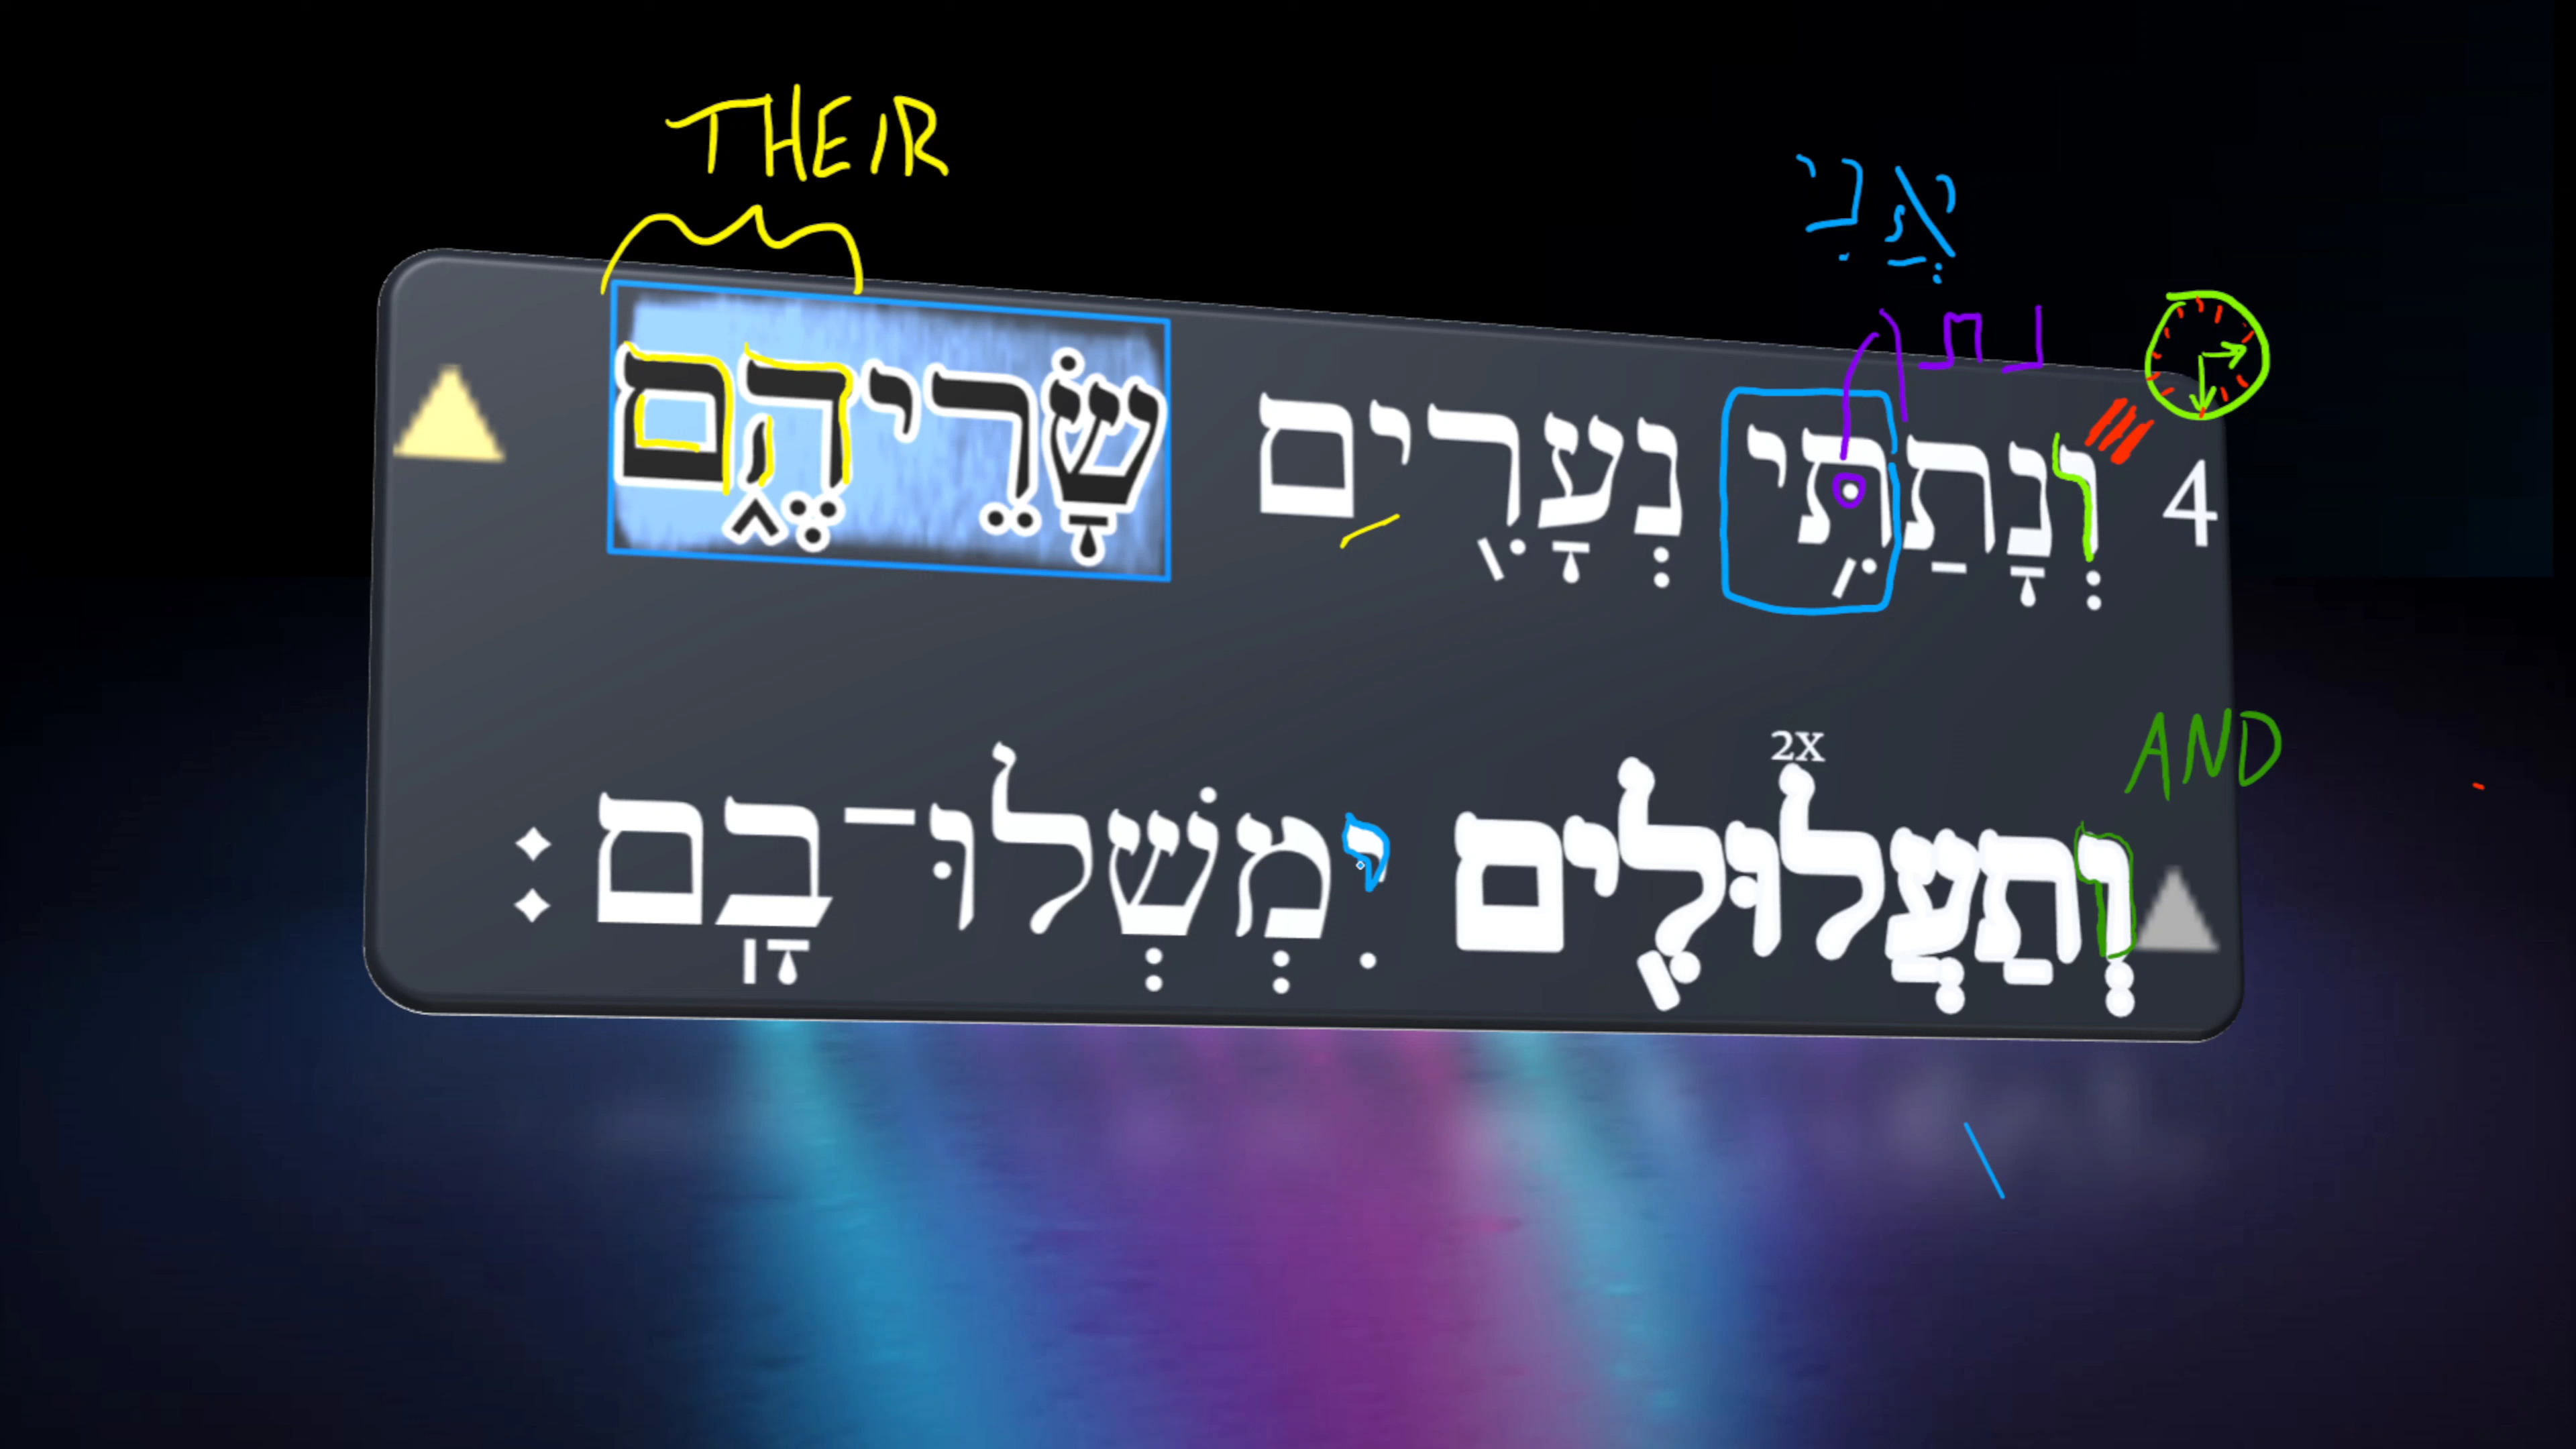 THEIR
אֲנִי
נתן
4 וְנָתַתִּ֥י נְעָרִ֖ים שָׂרֵיהֶ֑ם
2x
AND
וְתַעֲלוּלִ֖ים יִמְשְׁלוּ־בָֽם׃